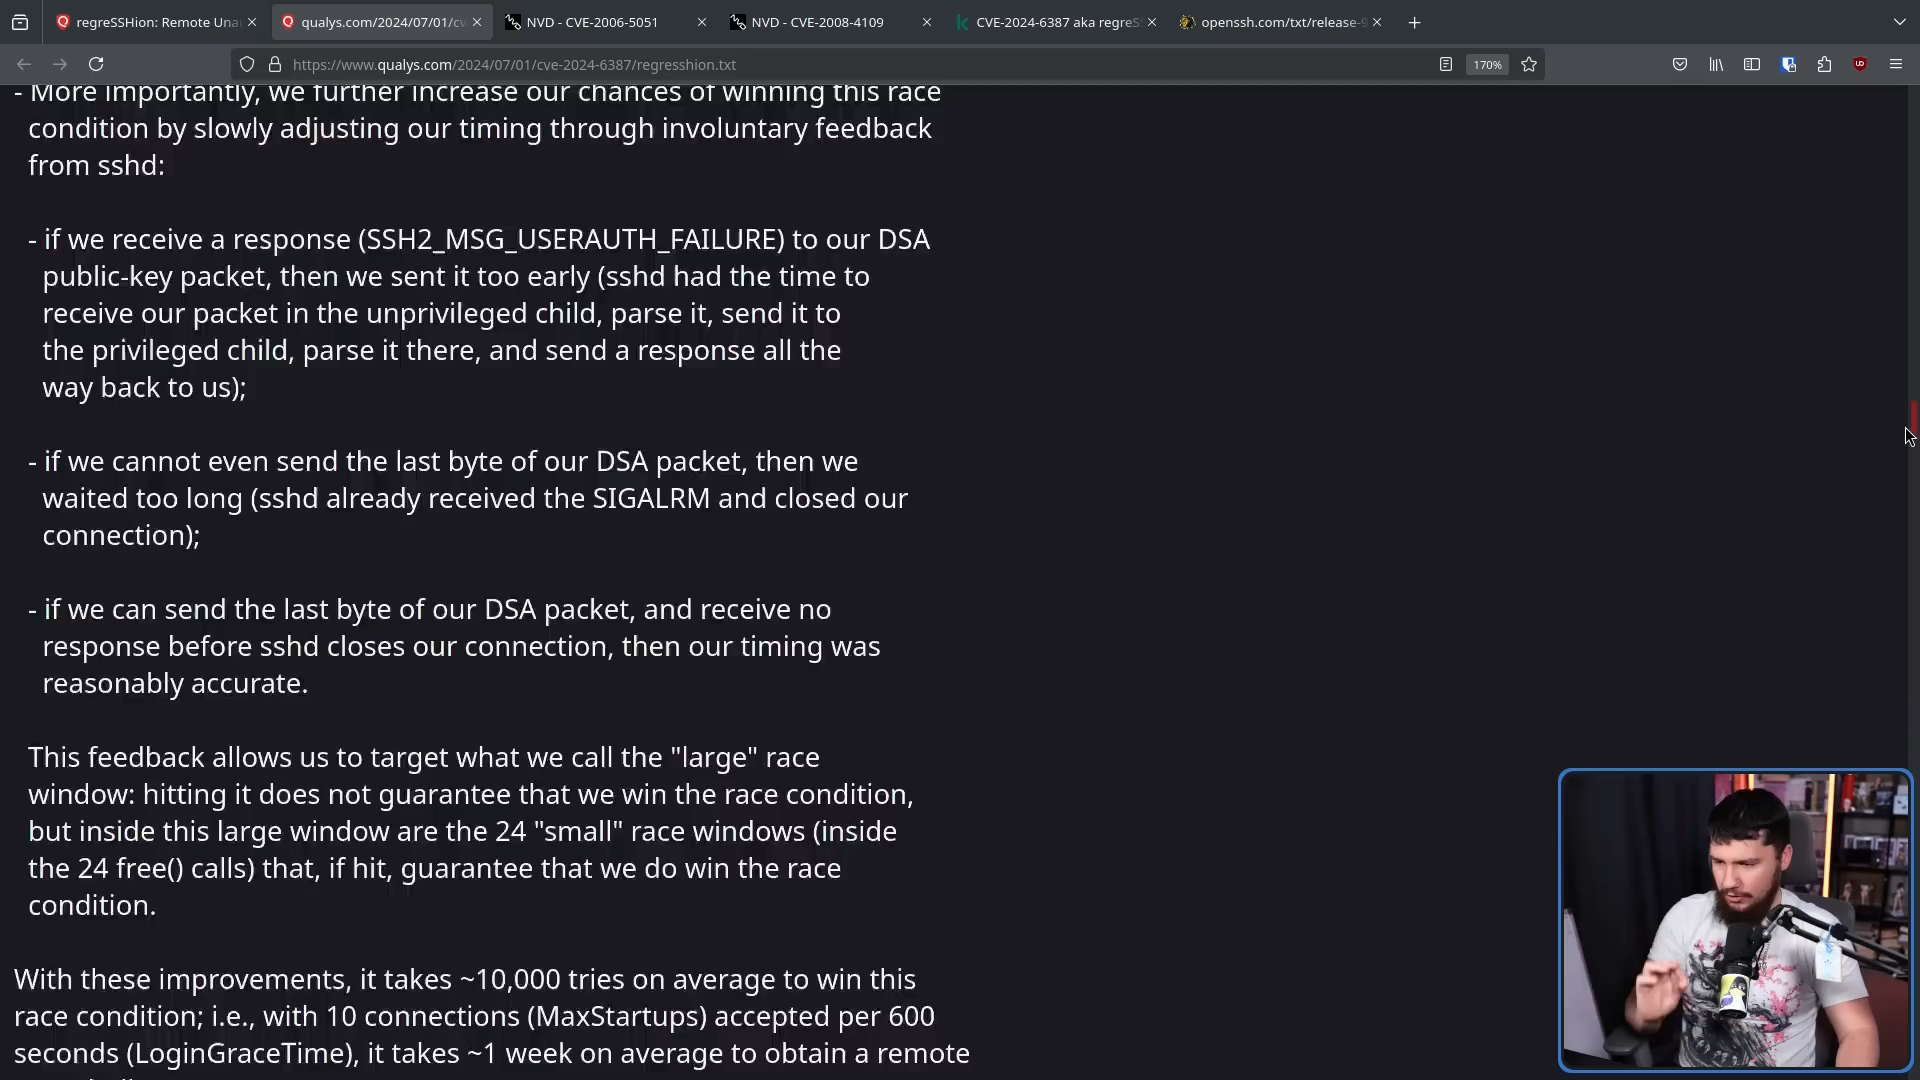 regreSSHion: Remote Una
qualys.com/2024/07/01/cv
NVD - CVE-2006-5051
NVD - CVE-2008-4109
CVE-2024-6387 aka regreS
openssh.com/txt/release-9
https://www.qualys.com/2024/07/01/cve-2024-6387/regresshion.txt
170%
- More importantly, we further increase our chances of winning this race
condition by slowly adjusting our timing through involuntary feedback
from sshd:
- if we receive a response (SSH2_MSG_USERAUTH_FAILURE) to our DSA
public-key packet, then we sent it too early (sshd had the time to
receive our packet in the unprivileged child, parse it, send it to
the privileged child, parse it there, and send a response all the
way back to us);
- if we cannot even send the last byte of our DSA packet, then we
waited too long (sshd already received the SIGALRM and closed our
connection);
- if we can send the last byte of our DSA packet, and receive no
response before sshd closes our connection, then our timing was
reasonably accurate.
This feedback allows us to target what we call the "large" race
window: hitting it does not guarantee that we win the race condition,
but inside this large window are the 24 "small" race windows (inside
the 24 free() calls) that, if hit, guarantee that we do win the race
condition.
With these improvements, it takes ~10,000 tries on average to win this
race condition; i.e., with 10 connections (MaxStartups) accepted per 600
seconds (LoginGraceTime), it takes ~1 week on average to obtain a remote